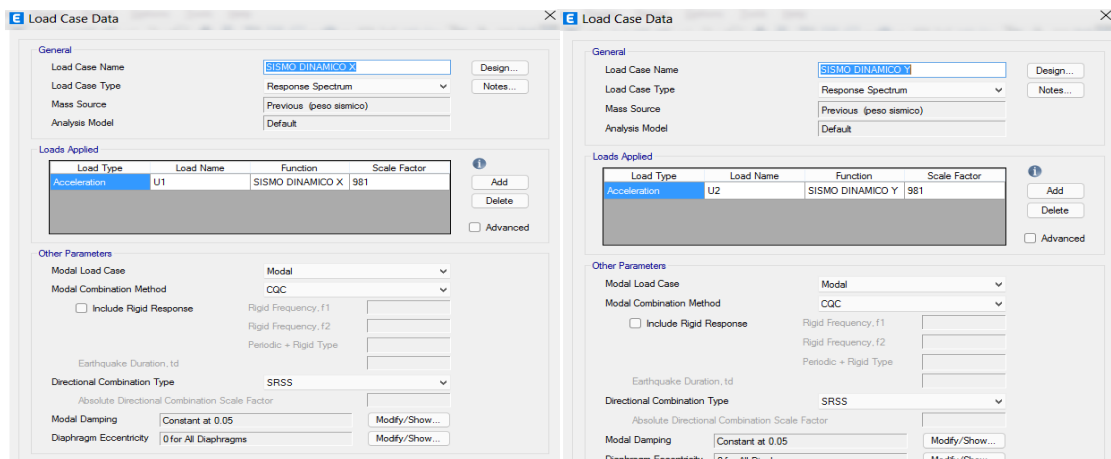 E Load Case Data
General
Load Case Name SISMO DINAMICO X Design...
Load Case Type Response Spectrum Notes...
Mass Source Previous (peso sismico)
Analysis Model Default
Loads Applied
Load Type Load Name Function Scale Factor
Acceleration U1 SISMO DINAMICO X 981
Add
Delete
Advanced
Other Parameters
Modal Load Case Modal
Modal Combination Method CQC
Include Rigid Response Rigid Frequency, f1
Rigid Frequency, f2
Periodic + Rigid Type
Earthquake Duration, td
Directional Combination Type SRSS
Absolute Directional Combination Scale Factor
Modal Damping Constant at 0.05 Modify/Show...
Diaphragm Eccentricity 0 for All Diaphragms Modify/Show...
E Load Case Data
General
Load Case Name SISMO DINAMICO Y Design...
Load Case Type Response Spectrum Notes...
Mass Source Previous (peso sismico)
Analysis Model Default
Loads Applied
Load Type Load Name Function Scale Factor
Acceleration U2 SISMO DINAMICO Y 981
Add
Delete
Advanced
Other Parameters
Modal Load Case Modal
Modal Combination Method CQC
Include Rigid Response Rigid Frequency, f1
Rigid Frequency, f2
Periodic + Rigid Type
Earthquake Duration, td
Directional Combination Type SRSS
Absolute Directional Combination Scale Factor
Modal Damping Constant at 0.05 Modify/Show...